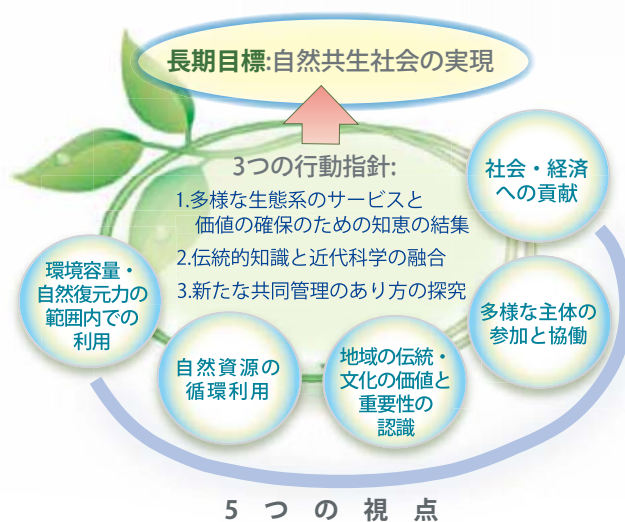 長期目標:自然共生社会の実現
3つの行動指針:
1.多様な生態系のサービスと
価値の確保のための知恵の結集
2.伝統的知識と近代科学の融合
3.新たな共同管理のあり方の探究
環境容量・
自然復元力の
範囲内での
利用
自然資源の
循環利用
地域の伝統・
文化の価値と
重要性の
認識
多様な主体の
参加と協働
社会・経済
への貢献
5つの視点